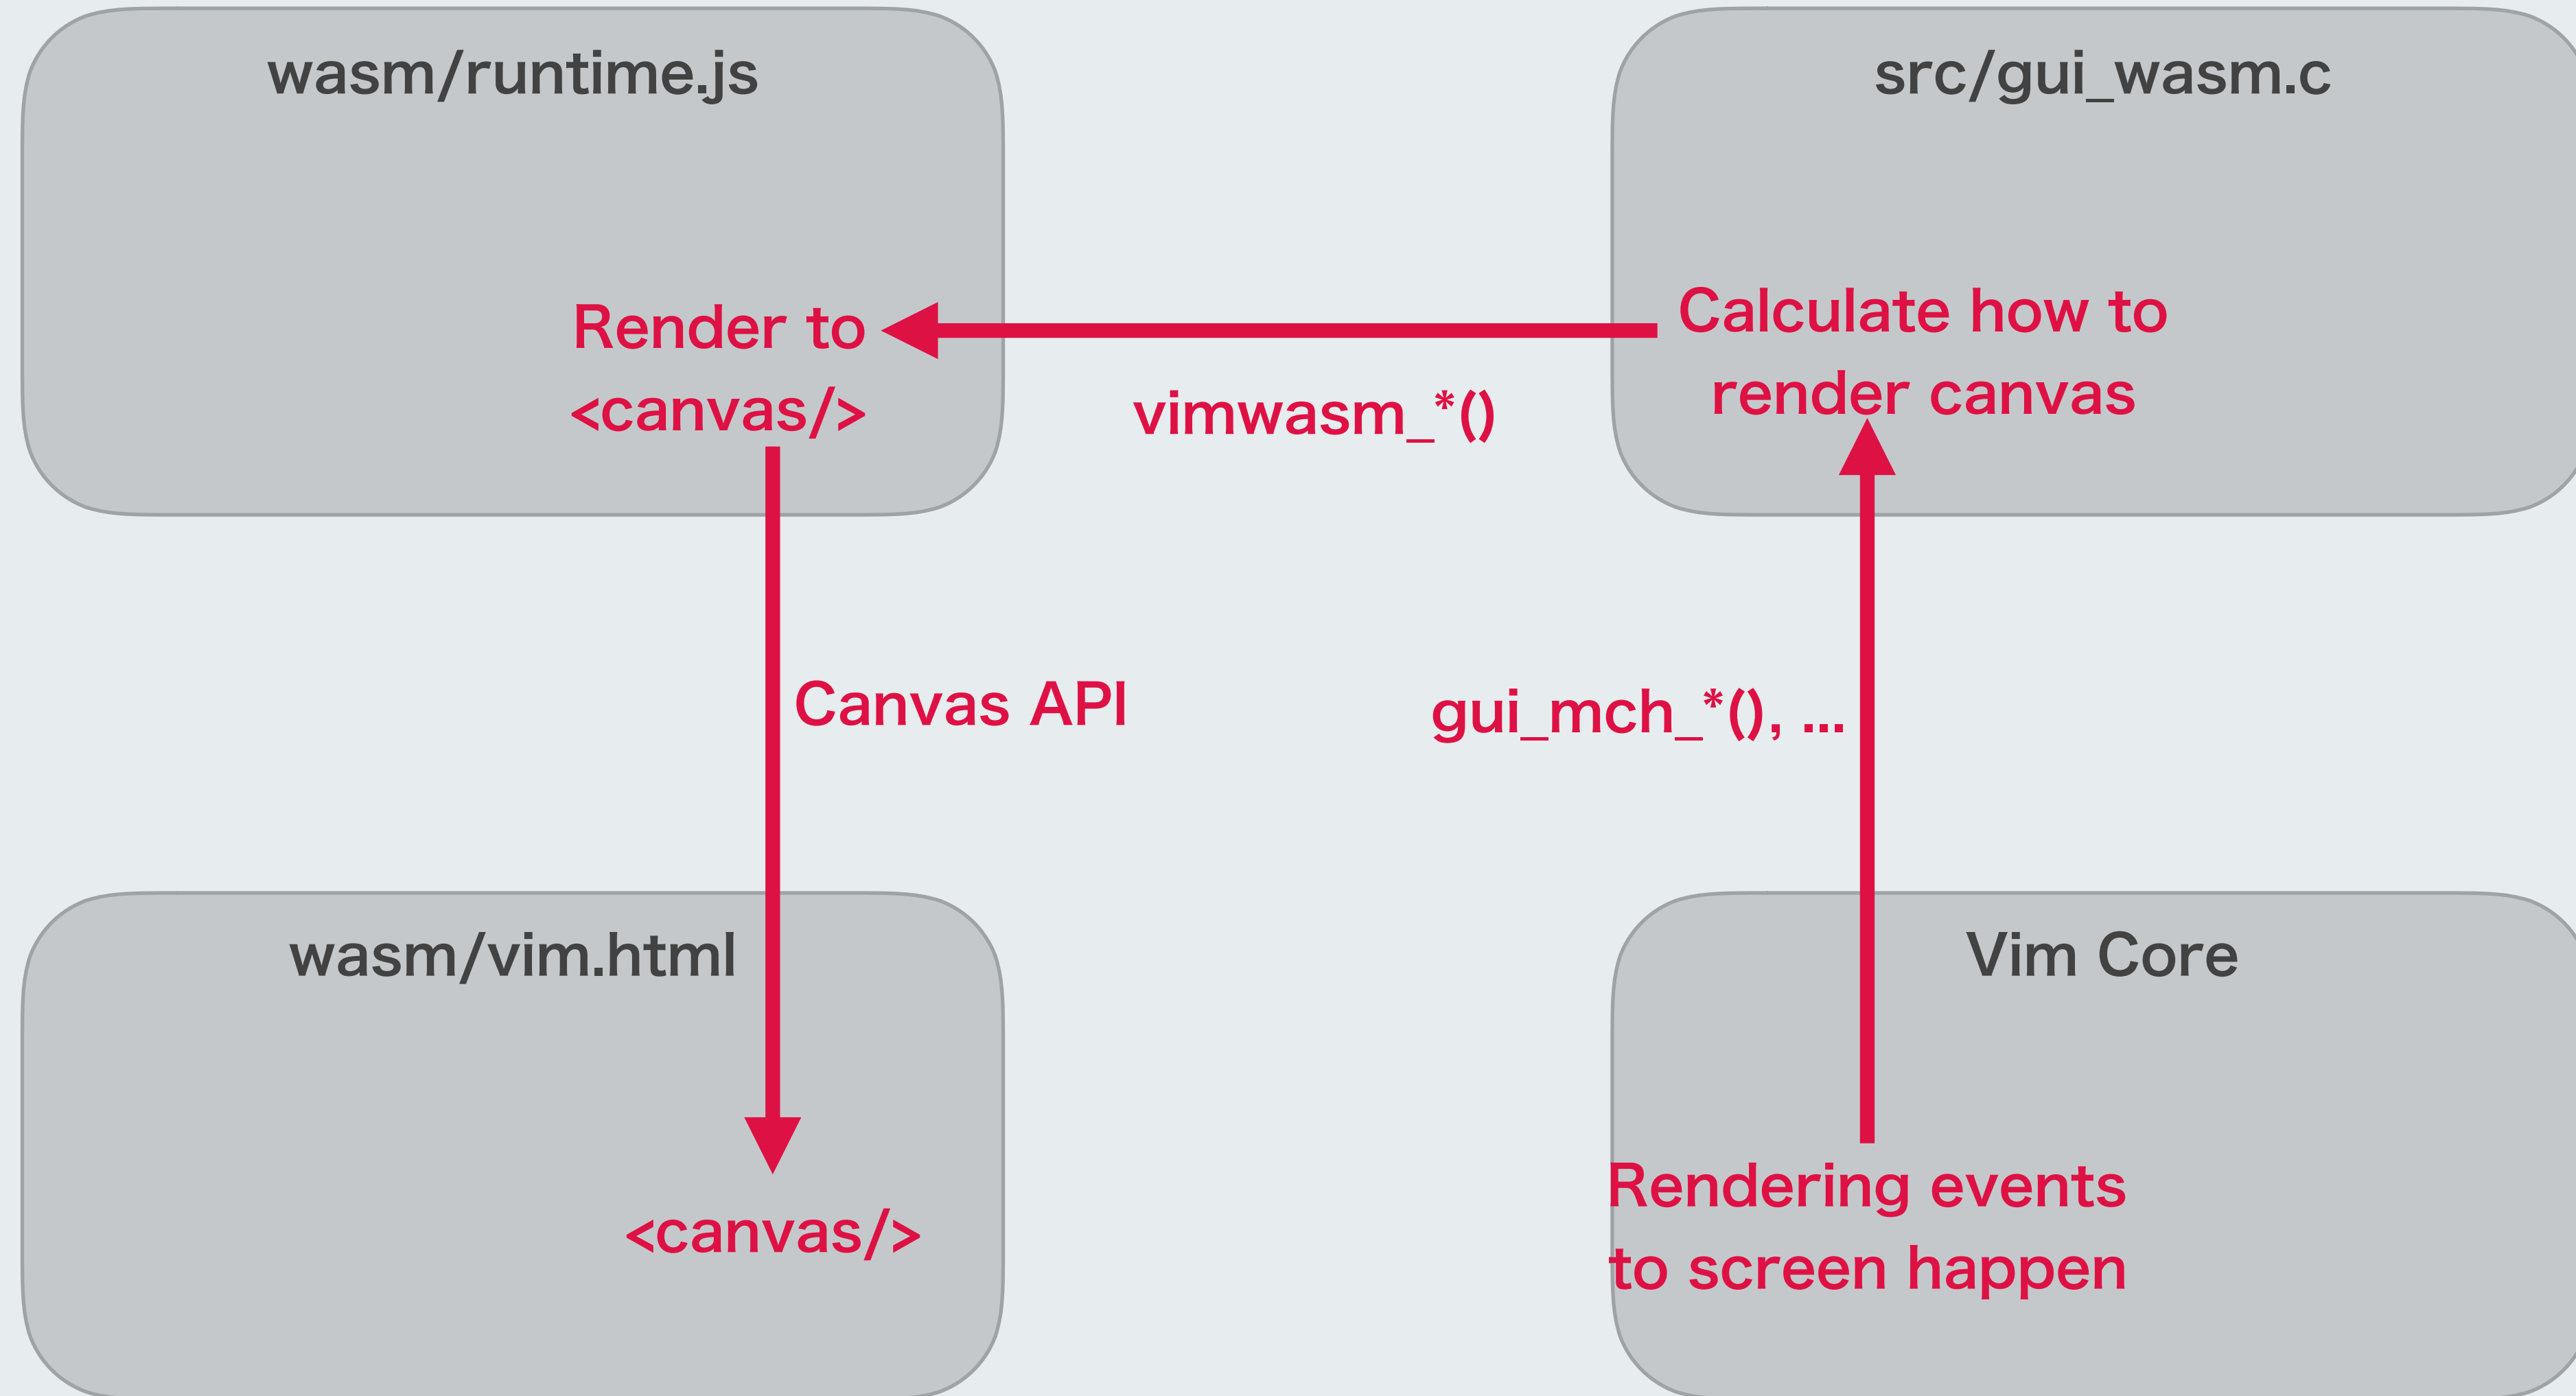 wasm/runtime.js
src/gui_wasm.c
Render to
<canvas/>
vimwasm_*()
Calculate how to
render canvas
Canvas API
gui_mch_*(), ...
wasm/vim.html
Vim Core
<canvas/>
Rendering events
to screen happen